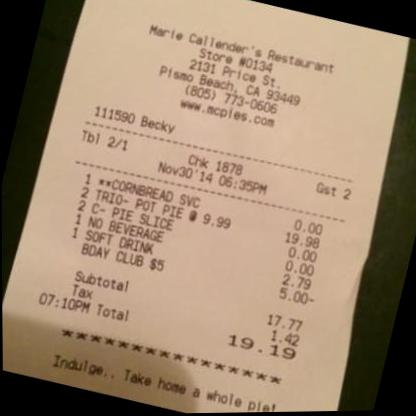 Marie Callender's Restaurant
Store #0134
2131 Price St.
Pismo Beach, CA 93449
(805) 773-0606
www.mcpies.com
111590 Becky
Tbl 2/1 Chk 1878 Gst 2
Nov30'14 06:35PM
1 **CORNBREAD SVC 0.00
2 TRIO- POT PIE @ 9.99 19.98
2 C- PIE SLICE 0.00
1 NO BEVERAGE 0.00
1 SOFT DRINK 2.79
BDAY CLUB $5 5.00-
Subtotal 17.77
Tax 1.42
07:10PM Total 19.19
****************
Indulge.. Take home a whole pie!